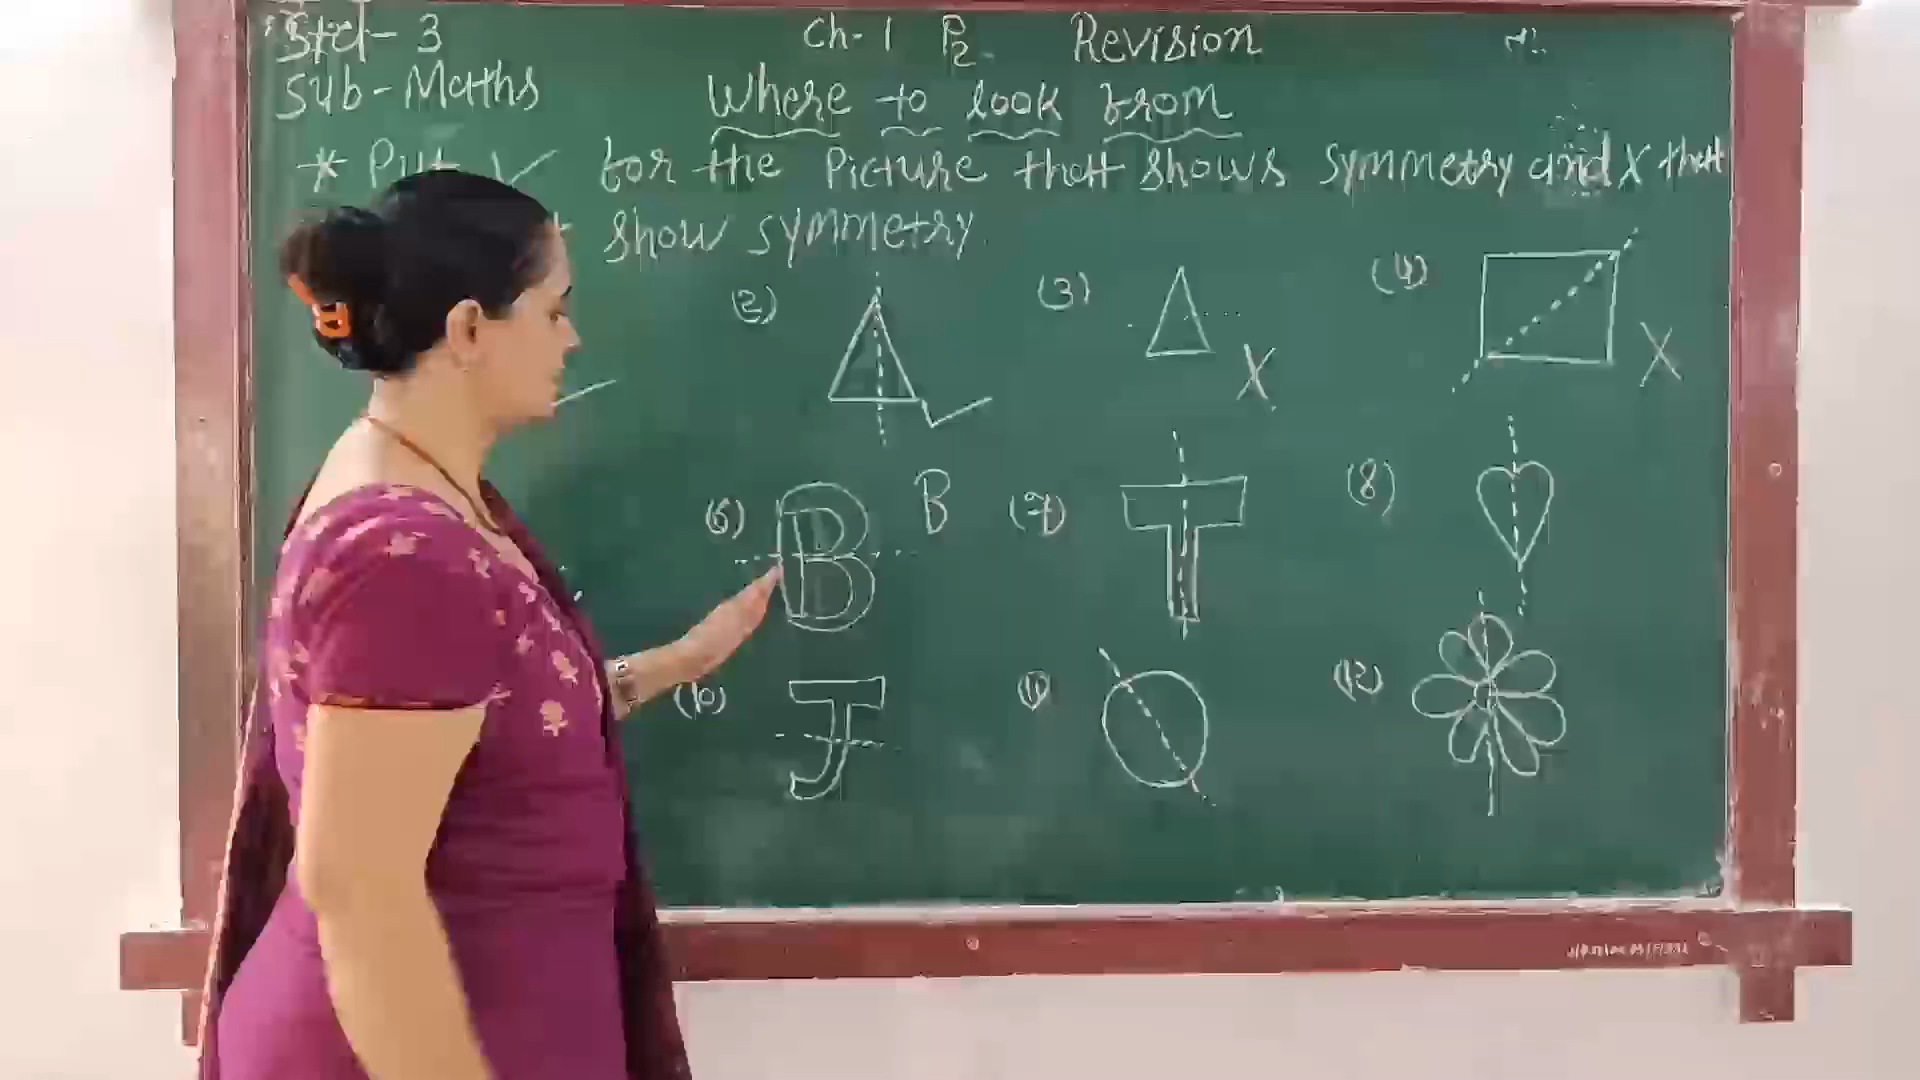 Std - 3 Ch- 1 P2 Revision
Sub - Maths Where to look from
* Put ✓ for the Picture that shows symmetry and X that
show symmetry.
(2) (3) (4)
✓ X X
(6) B B (7) T (8)
(10) J (11) (12)